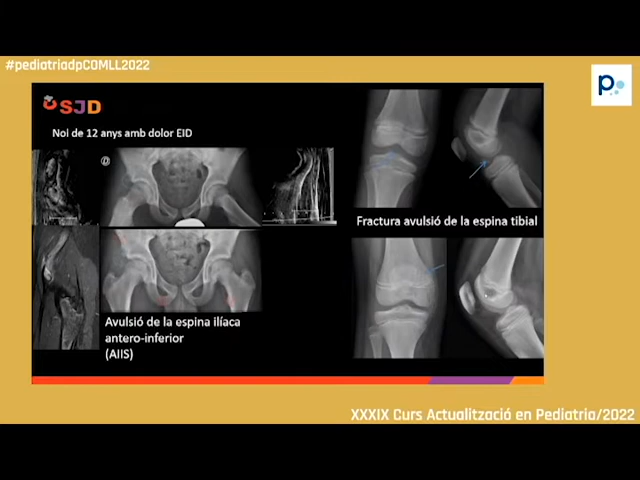 #pediatriadpCOMLL2022
p
SJD
Noi de 12 anys amb dolor EID
Fractura avulsió de la espina tibial
Avulsió de la espina ilíaca
antero-inferior
(AIIS)
XXXIX Curs Actualització en Pediatria/2022